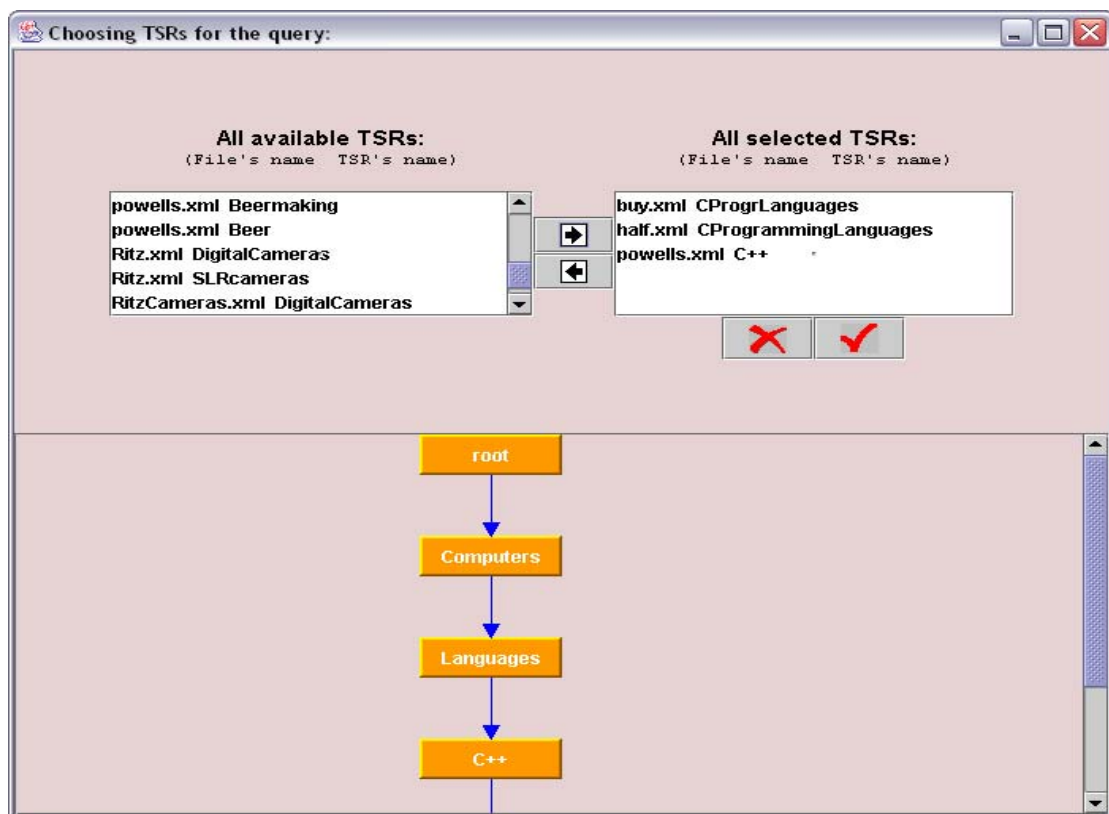 Choosing TSRs for the query:
All available TSRs:
(File's name TSR's name)
powells.xml Beermaking
powells.xml Beer
Ritz.xml DigitalCameras
Ritz.xml SLRcameras
RitzCameras.xml DigitalCameras
All selected TSRs:
(File's name TSR's name)
buy.xml CProgrLanguages
half.xml CProgrammingLanguages
powells.xml C++
root
Computers
Languages
C++